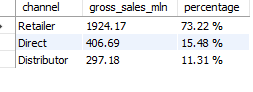 channel gross_sales_mln percentage
Retailer 1924.17 73.22 %
Direct 406.69 15.48 %
Distributor 297.18 11.31 %